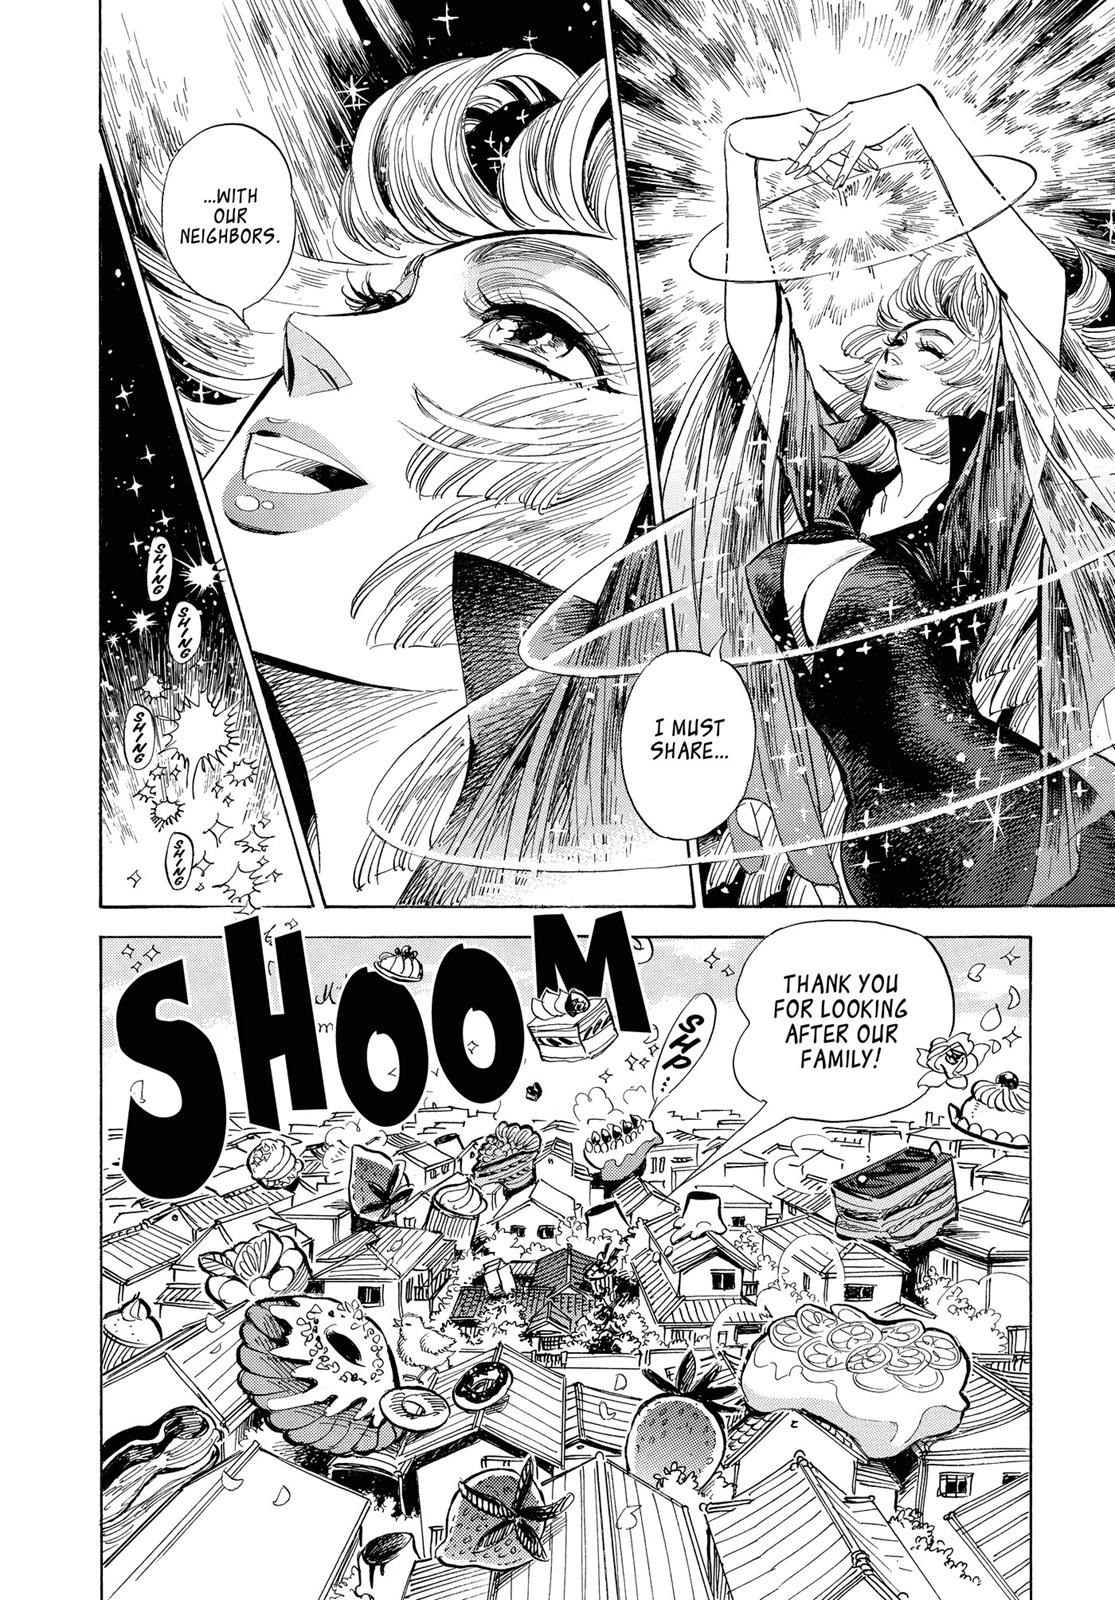 I MUST
SHARE...
...WITH
OUR
NEIGHBORS.
SHING
SHING
SHING
SHING
SHOOM
SHP...
THANK YOU
FOR LOOKING
AFTER OUR
FAMILY!